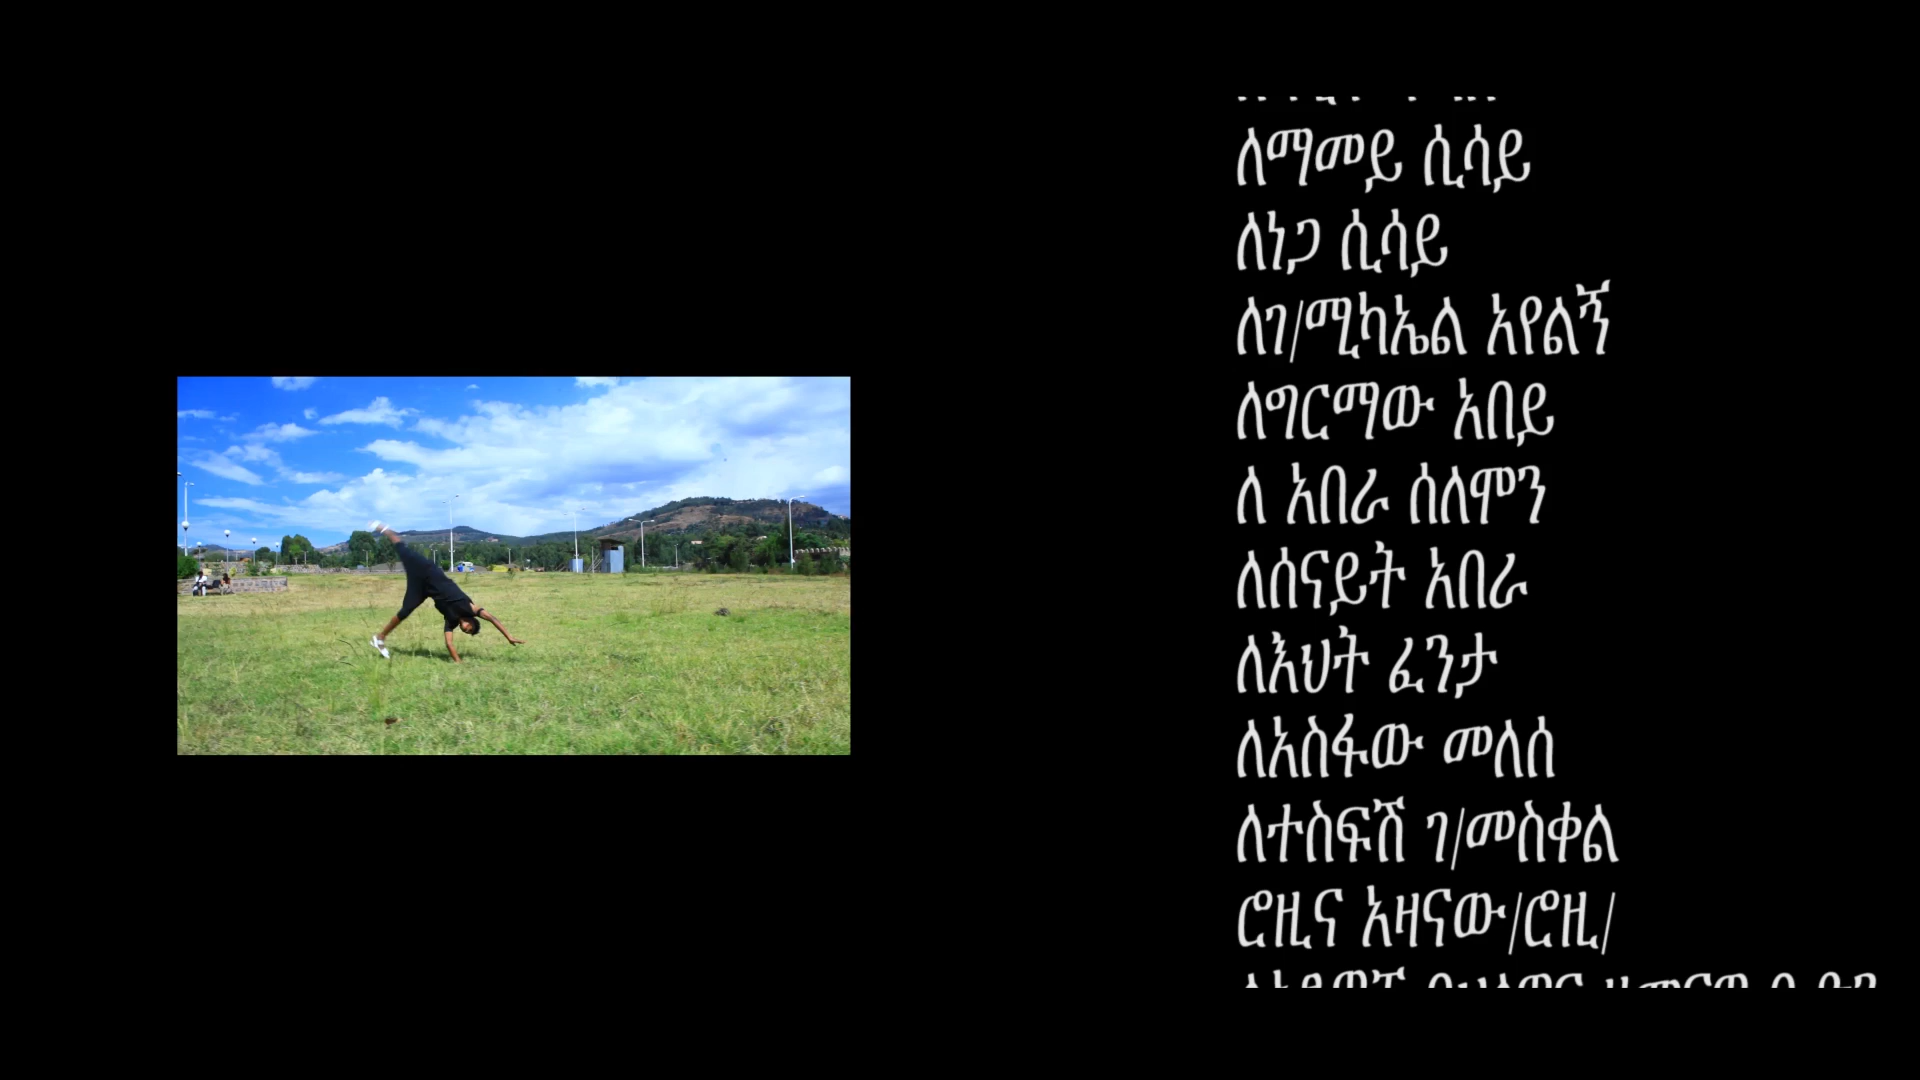 ለማመይ ሲሳይ
ለነጋ ሲሳይ
ለገ/ሚካኤል አየልኝ
ለግርማው አበይ
ለ አበራ ሰለሞን
ለሰናይት አበራ
ለእህት ፈንታ
ለአስፋው መለሰ
ለተስፍሽ ገ/መስቀል
ሮዚና አዛናው/ሮዚ/